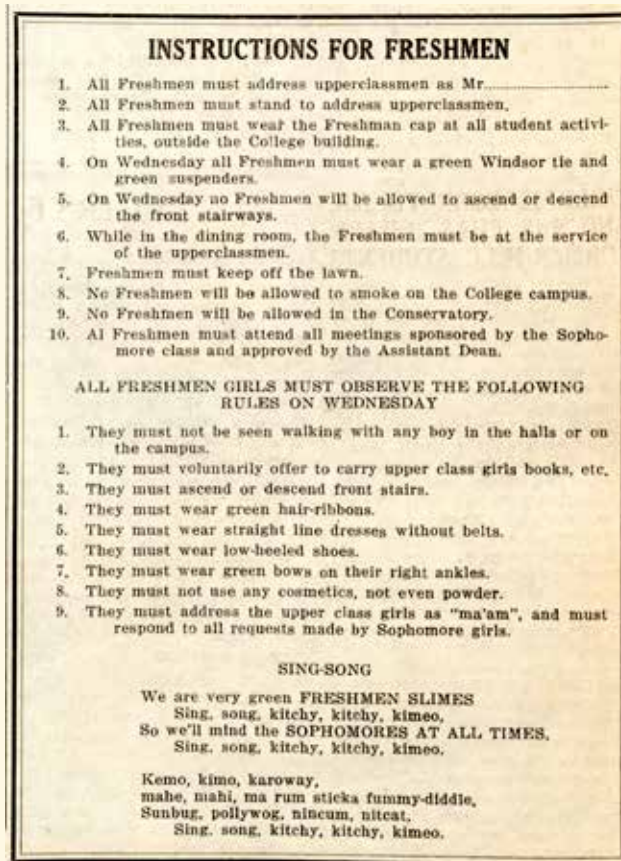 INSTRUCTIONS FOR FRESHMEN
1. All Freshmen must address upperclassmen as Mr.........................
2. All Freshmen must stand to address upperclassmen.
3. All Freshmen must wear the Freshman cap at all student activi-
ties, outside the College building.
4. On Wednesday all Freshmen must wear a green Windsor tie and
green suspenders.
5. On Wednesday no Freshmen will be allowed to ascend or descend
the front stairways.
6. While in the dining room, the Freshmen must be at the service
of the upperclassmen.
7. Freshmen must keep off the lawn.
8. No Freshmen will be allowed to smoke on the College campus.
9. No Freshmen will be allowed in the Conservatory.
10. Al Freshmen must attend all meetings sponsored by the Sopho-
more class and approved by the Assistant Dean.
ALL FRESHMEN GIRLS MUST OBSERVE THE FOLLOWING
RULES ON WEDNESDAY
1. They must not be seen walking with any boy in the halls or on
the campus.
2. They must voluntarily offer to carry upper class girls books, etc.
3. They must ascend or descend front stairs.
4. They must wear green hair-ribbons.
5. They must wear straight line dresses without belts.
6. They must wear low-heeled shoes.
7. They must wear green bows on their right ankles.
8. They must not use any cosmetics, not even powder.
9. They must address the upper class girls as "ma'am", and must
respond to all requests made by Sophomore girls.
SING-SONG
We are very green FRESHMEN SLIMES
Sing, song, kitchy, kitchy, kimeo,
So we'll mind the SOPHOMORES AT ALL TIMES,
Sing, song, kitchy, kitchy, kimeo.
Kemo, kimo, karoway,
mahe, mahi, ma rum sticka fummy-diddle,
Sunbug, pollywog, nincum, nitcat,
Sing, song, kitchy, kitchy, kimeo.